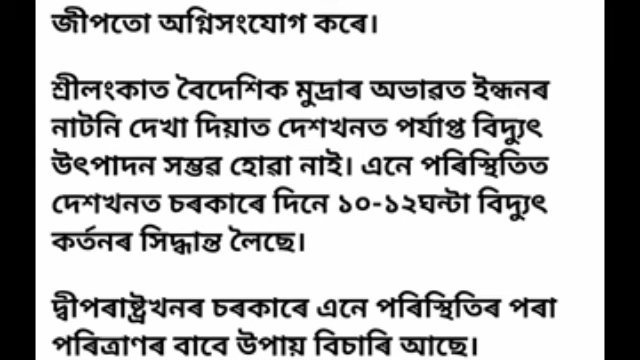 জীপতো অগ্নিসংযোগ কৰে।
শ্ৰীলংকাত বৈদেশিক মুদ্ৰাৰ অভাৱত ইন্ধনৰ
নাটনি দেখা দিয়াত দেশখনত পৰ্যাপ্ত বিদ্যুৎ
উৎপাদন সম্ভৱ হোৱা নাই। এনে পৰিস্থিতিত
দেশখনত চৰকাৰে দিনে ১০-১২ঘন্টা বিদ্যুৎ
কৰ্তনৰ সিদ্ধান্ত লৈছে।
দ্বীপৰাষ্ট্ৰখনৰ চৰকাৰে এনে পৰিস্থিতিৰ পৰা
পৰিত্ৰাণৰ বাবে উপায় বিচাৰি আছে।